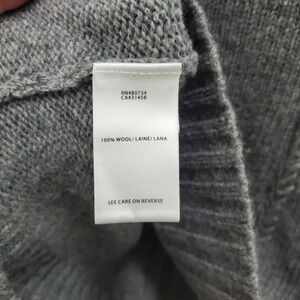 RN#80734
CA#31458
100% WOOL/ LAINE/ LANA
SEE CARE ON REVERSE